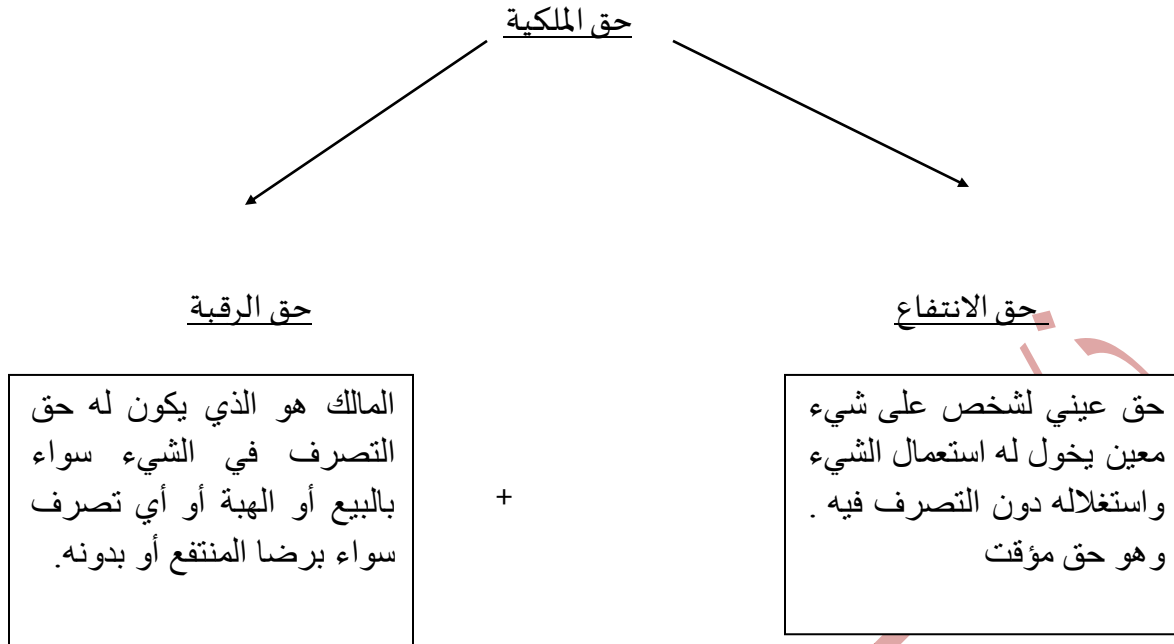 حق الملكية
حق الانتفاع
حق الرقبة
حق عيني لشخص على شيء
معين يخول له استعمال الشيء
واستغلاله دون التصرف فيه .
وهو حق مؤقت
+
المالك هو الذي يكون له حق
التصرف في الشيء سواء
بالبيع أو الهبة أو أي تصرف
سواء برضا المنتفع أو بدونه.